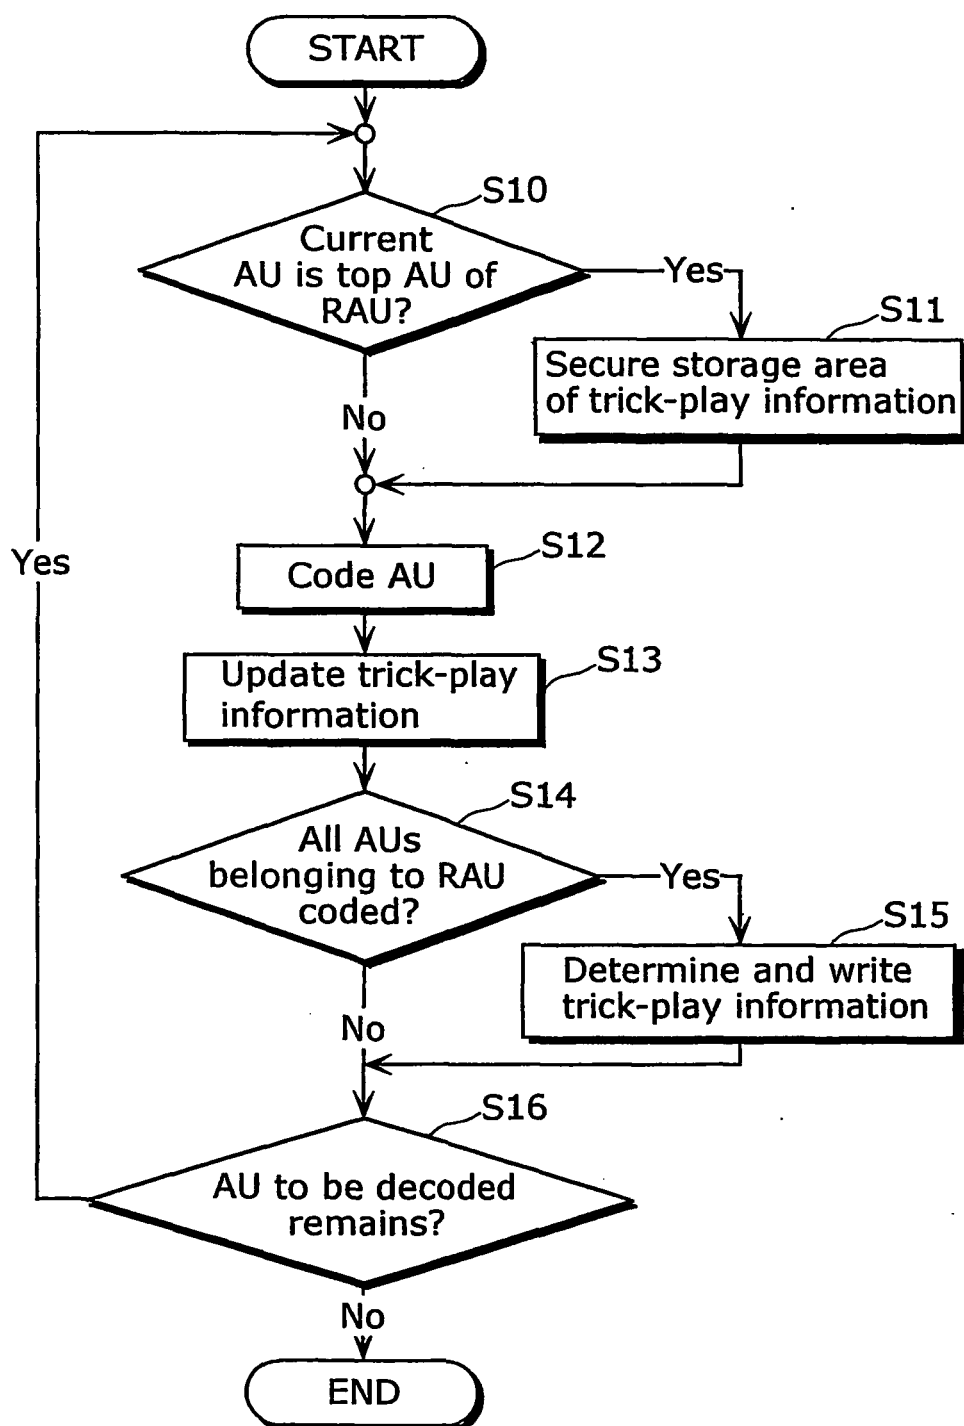 START
S10
Current
AU is top AU of
RAU?
Yes
S11
Secure storage area
of trick-play information
No
S12
Code AU
Yes
S13
Update trick-play
information
S14
All AUs
belonging to RAU
coded?
Yes
S15
Determine and write
trick-play information
No
S16
AU to be decoded
remains?
No
END